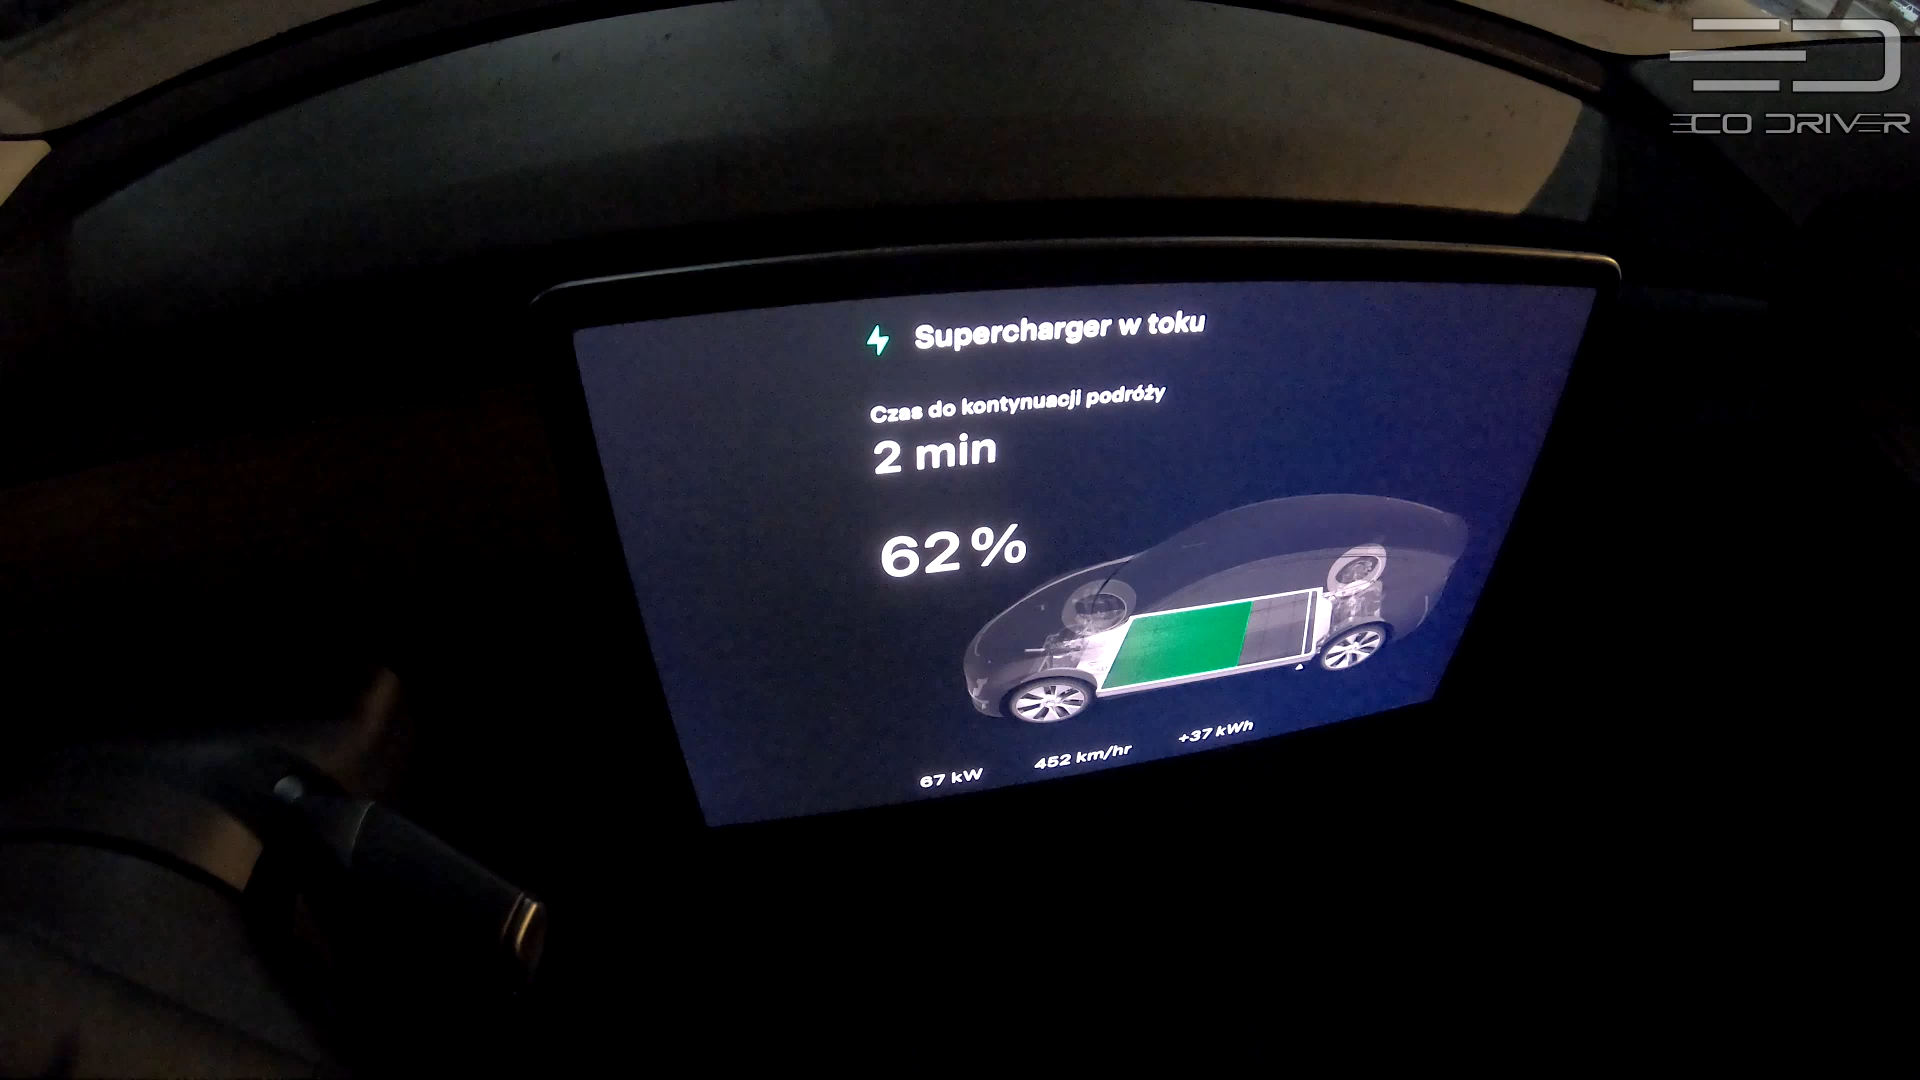 ECO DRIVER
Supercharger w toku
Czas do kontynuacji podróży
2 min
62 %
67 kW
452 km/hr
+37 kWh